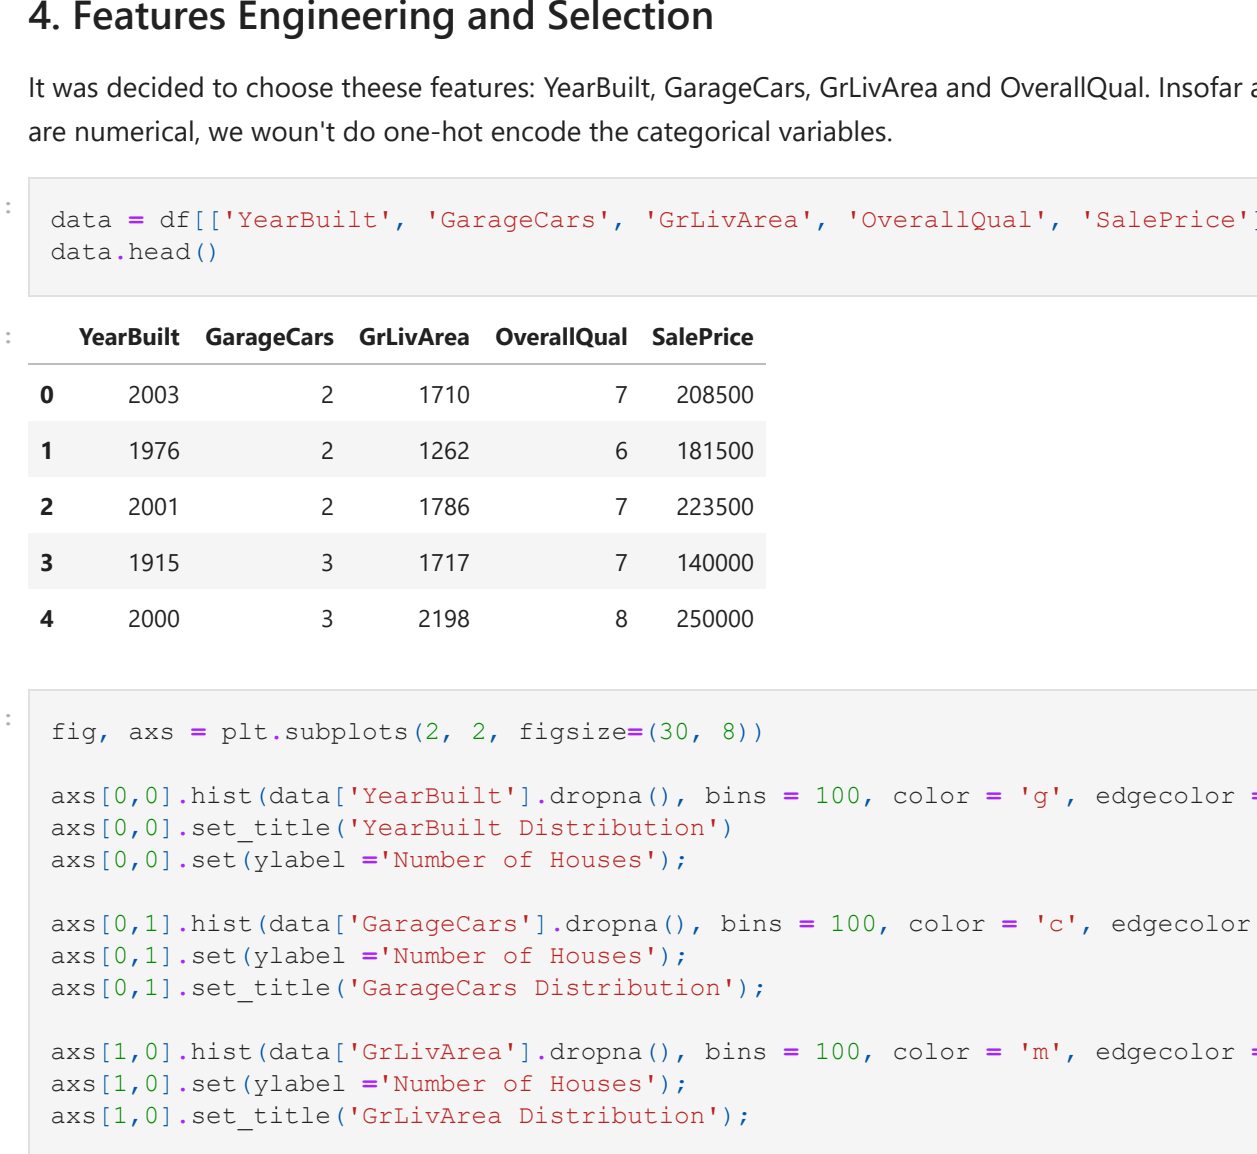 4. Features Engineering and Selection
It was decided to choose theese features: YearBuilt, GarageCars, GrLivArea and OverallQual. Insofar
are numerical, we woun't do one-hot encode the categorical variables.
:
data = df[['YearBuilt', 'GarageCars', 'GrLivArea', 'OverallQual', 'SalePrice']
data.head()
:
YearBuilt GarageCars GrLivArea OverallQual SalePrice
0 2003 2 1710 7 208500
1 1976 2 1262 6 181500
2 2001 2 1786 7 223500
3 1915 3 1717 7 140000
4 2000 3 2198 8 250000
:
fig, axs = plt.subplots(2, 2, figsize=(30, 8))
axs[0,0].hist(data['YearBuilt'].dropna(), bins = 100, color = 'g', edgecolor =
axs[0,0].set_title('YearBuilt Distribution')
axs[0,0].set(ylabel ='Number of Houses');
axs[0,1].hist(data['GarageCars'].dropna(), bins = 100, color = 'c', edgecolor
axs[0,1].set(ylabel ='Number of Houses');
axs[0,1].set_title('GarageCars Distribution');
axs[1,0].hist(data['GrLivArea'].dropna(), bins = 100, color = 'm', edgecolor =
axs[1,0].set(ylabel ='Number of Houses');
axs[1,0].set_title('GrLivArea Distribution');